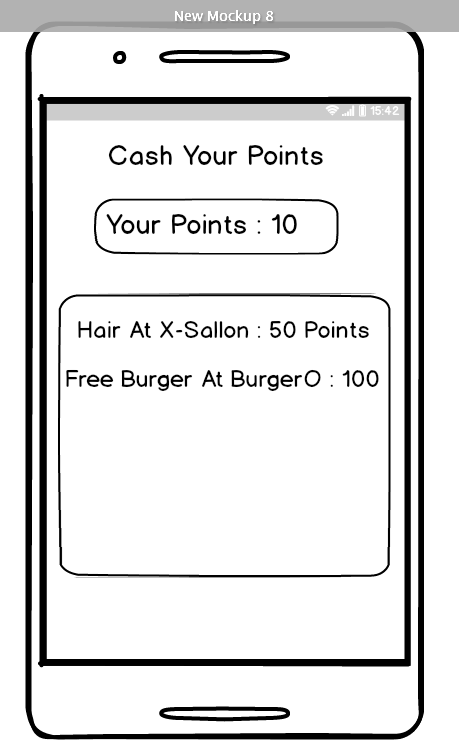 New Mockup 8
15:42
Cash Your Points
Your Points : 10
Hair At X-Sallon : 50 Points
Free Burger At BurgerO : 100